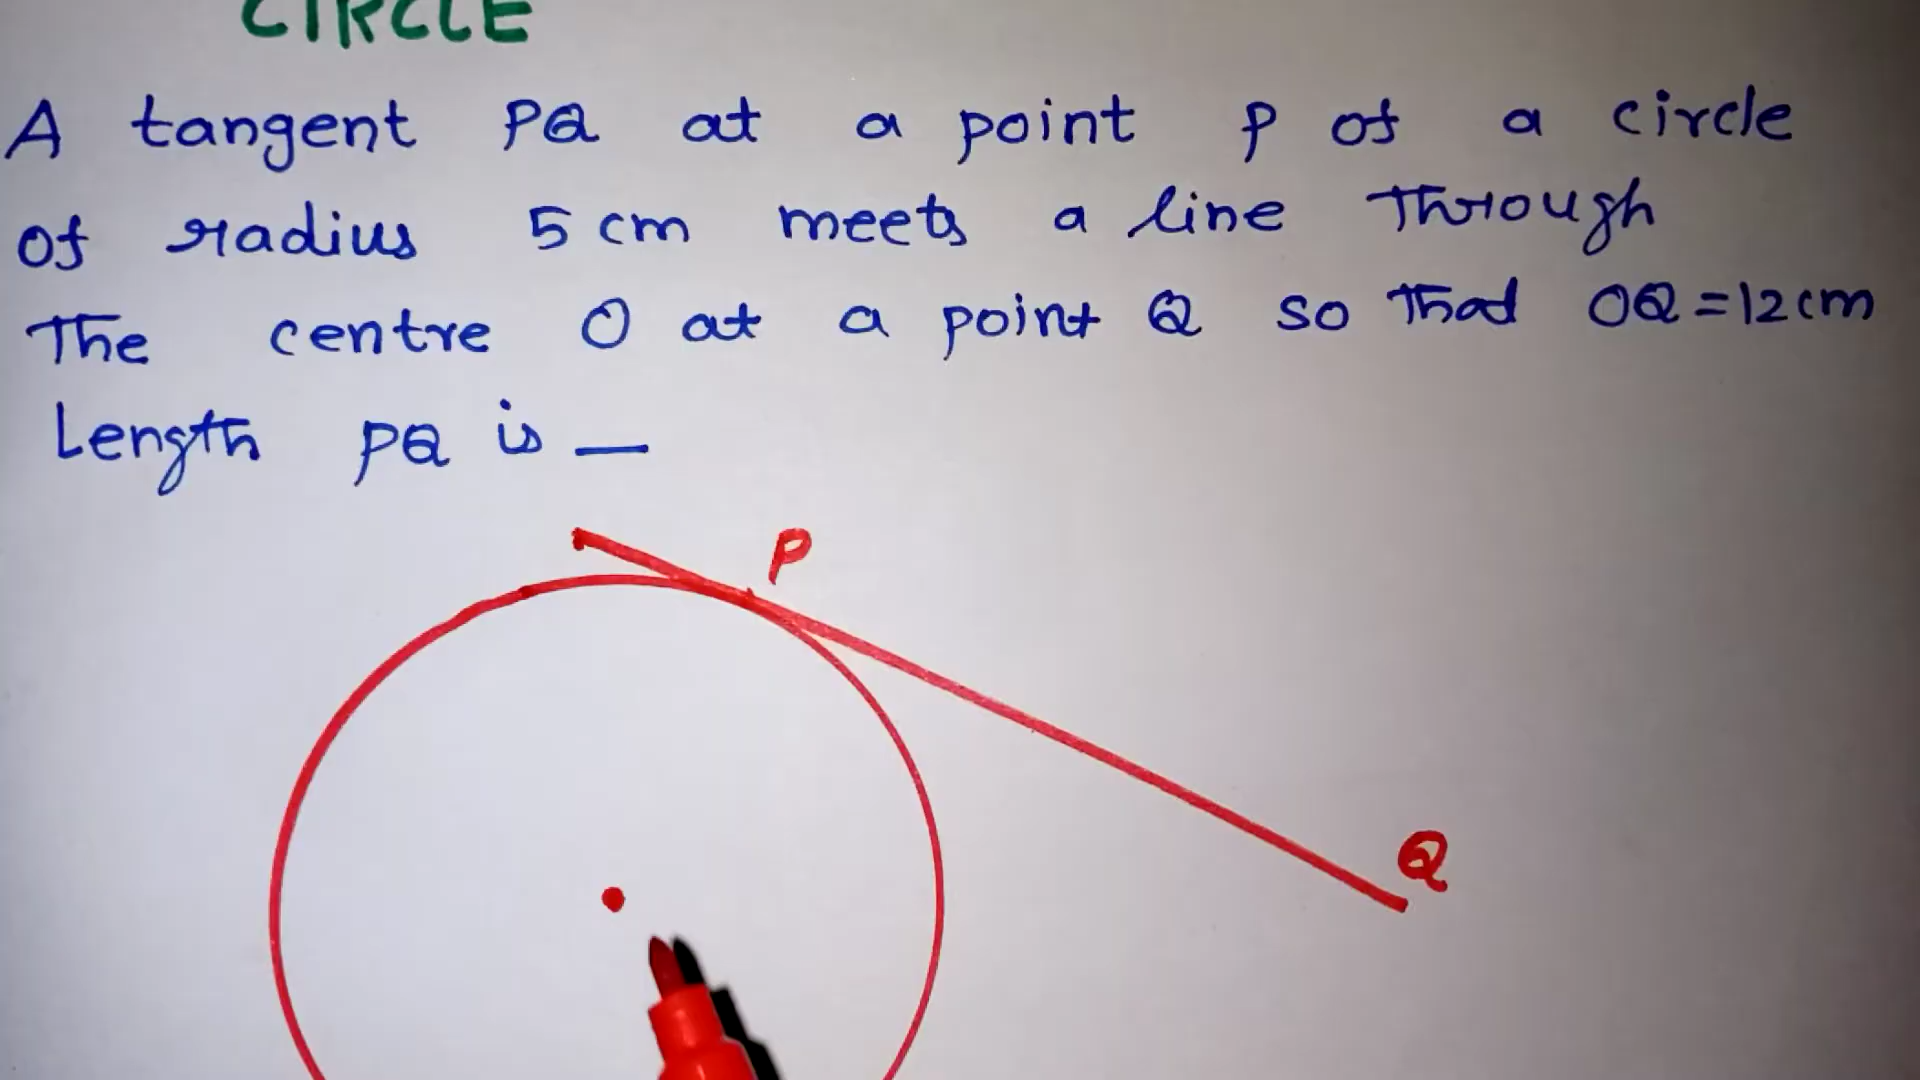 CIRCLE
A tangent PQ at a point P of a circle
of radius 5 cm meets a line Through
The centre O at a point Q so That OQ = 12 cm
Length PQ is —
P
Q